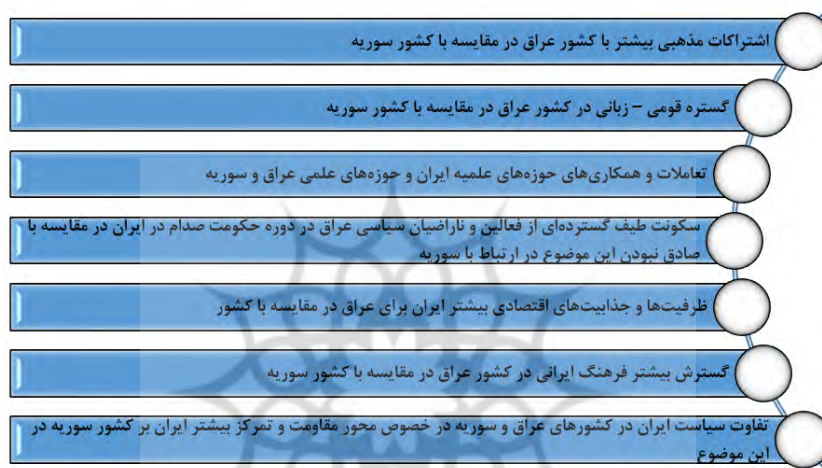 اشتراکات مذهبی بیشتر با کشور عراق در مقایسه با کشور سوریه
گستره قومی – زبانی در کشور عراق در مقایسه با کشور سوریه
تعاملات و همکاری‌های حوزه‌های علمیه ایران و حوزه‌های علمی عراق و سوریه
سکونت طیف گسترده‌ای از فعالین و ناراضیان سیاسی عراق در دوره حکومت صدام در ایران در مقایسه با
صادق نبودن این موضوع در ارتباط با سوریه
ظرفیت‌ها و جذابیت‌های اقتصادی بیشتر ایران برای عراق در مقایسه با کشور
گسترش بیشتر فرهنگ ایرانی در کشور عراق در مقایسه با کشور سوریه
تفاوت سیاست ایران در کشورهای عراق و سوریه در خصوص محور مقاومت و تمرکز بیشتر ایران بر کشور سوریه در
این موضوع